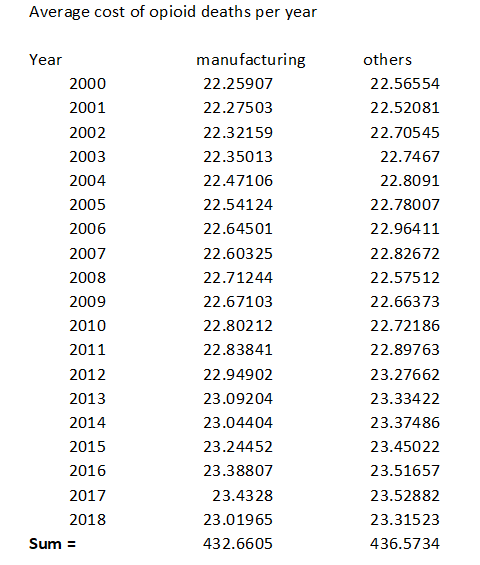 Average cost of opioid deaths per year
Year manufacturing others
2000 22.25907 22.56554
2001 22.27503 22.52081
2002 22.32159 22.70545
2003 22.35013 22.7467
2004 22.47106 22.8091
2005 22.54124 22.78007
2006 22.64501 22.96411
2007 22.60325 22.82672
2008 22.71244 22.57512
2009 22.67103 22.66373
2010 22.80212 22.72186
2011 22.83841 22.89763
2012 22.94902 23.27662
2013 23.09204 23.33422
2014 23.04404 23.37486
2015 23.24452 23.45022
2016 23.38807 23.51657
2017 23.4328 23.52882
2018 23.01965 23.31523
Sum = 432.6605 436.5734